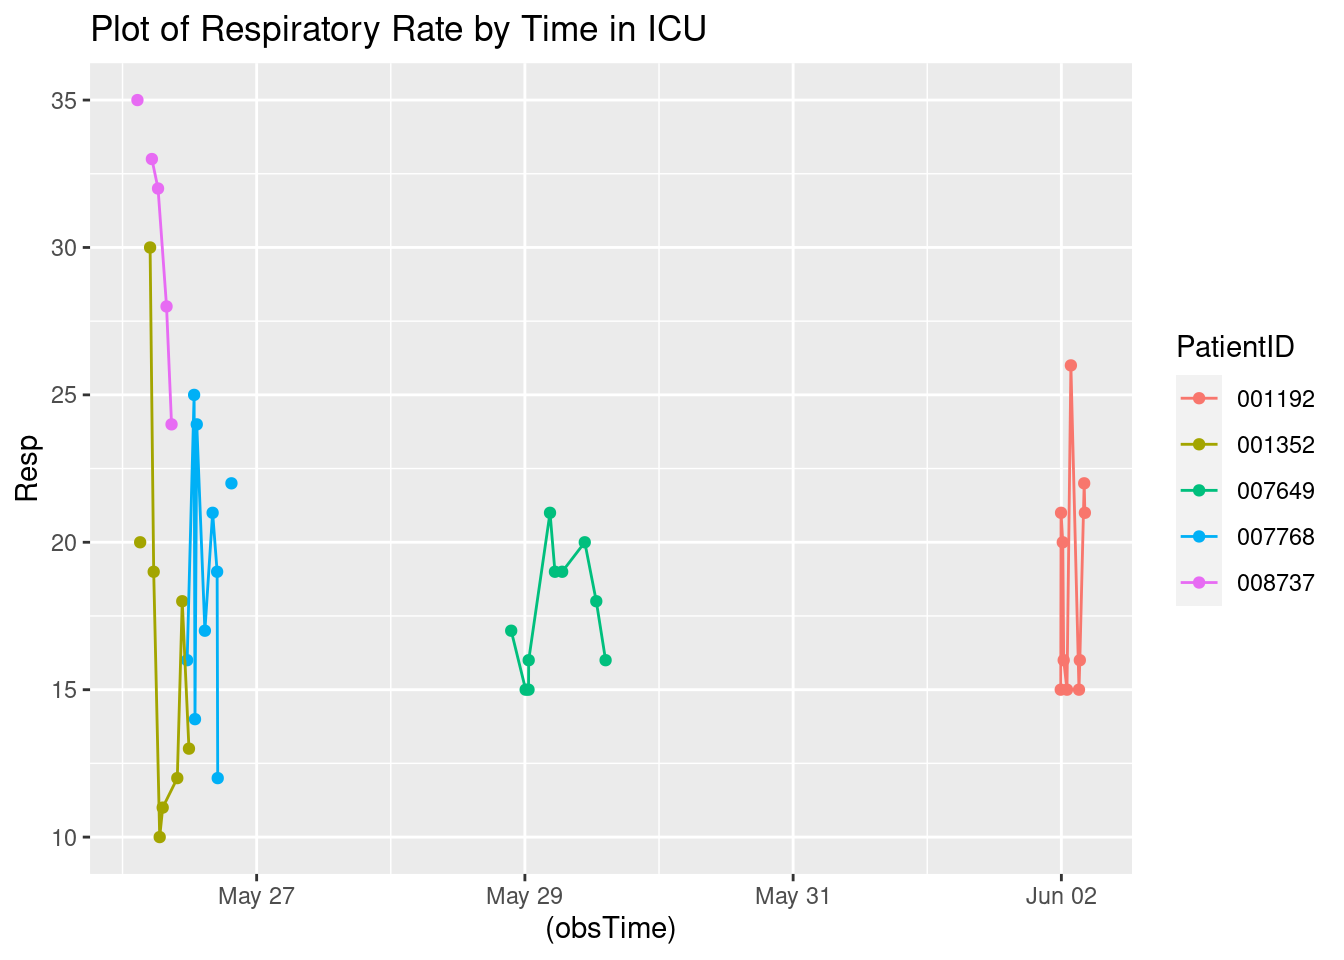 Plot of Respiratory Rate by Time in ICU
35
30
25
20
15
10
Resp
May 27
May 29
May 31
Jun 02
(obsTime)
PatientID
001192
001352
007649
007768
008737